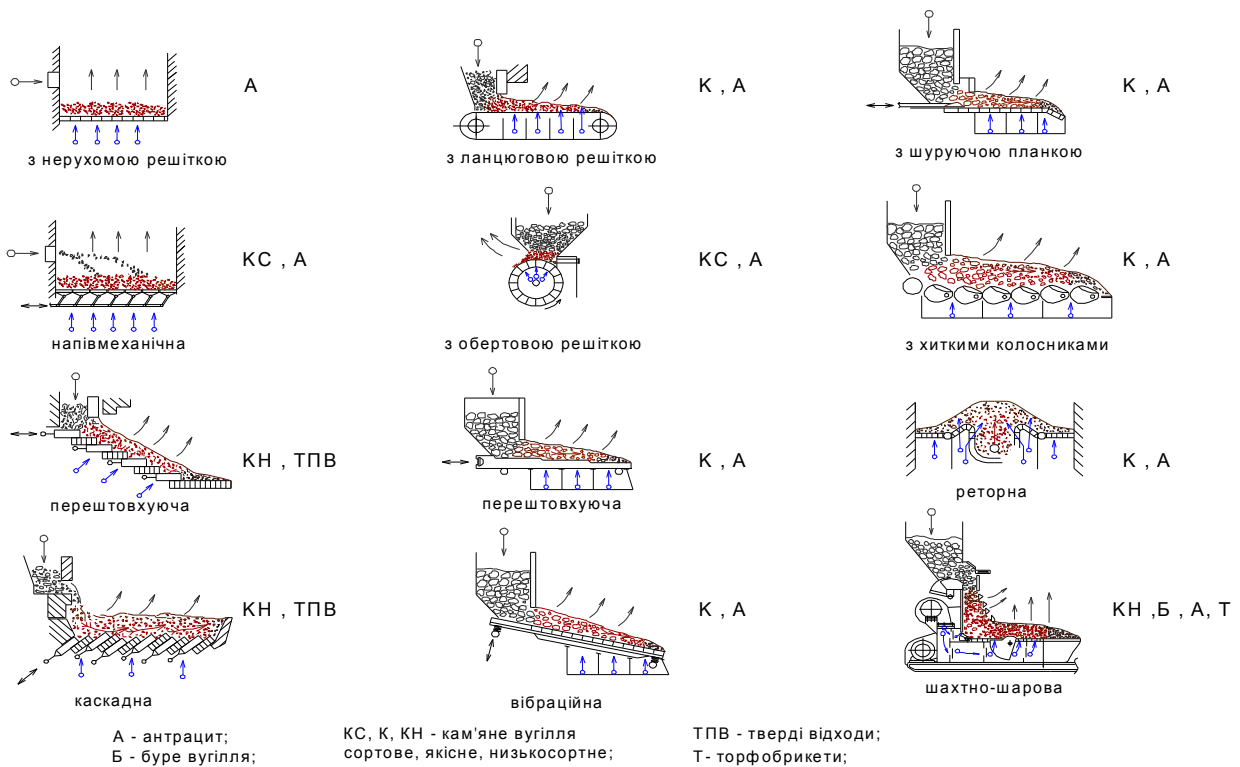 А
К , А
К , А
з нерухомою решіткою
з ланцюговою решіткою
з шуруючою планкою
КС , А
КС , А
К , А
напівмеханічна
з обертовою решіткою
з хиткими колосниками
КН , ТПВ
К , А
К , А
перештовхуюча
перештовхуюча
реторна
КН , ТПВ
К , А
КН ,Б , А, Т
каскадна
вібраційна
шахтно-шарова
А - антрацит;
Б - буре вугілля;
КС, К, КН - кам'яне вугілля
сортове, якісне, низькосортне;
ТПВ - тверді відходи;
Т- торфобрикети;